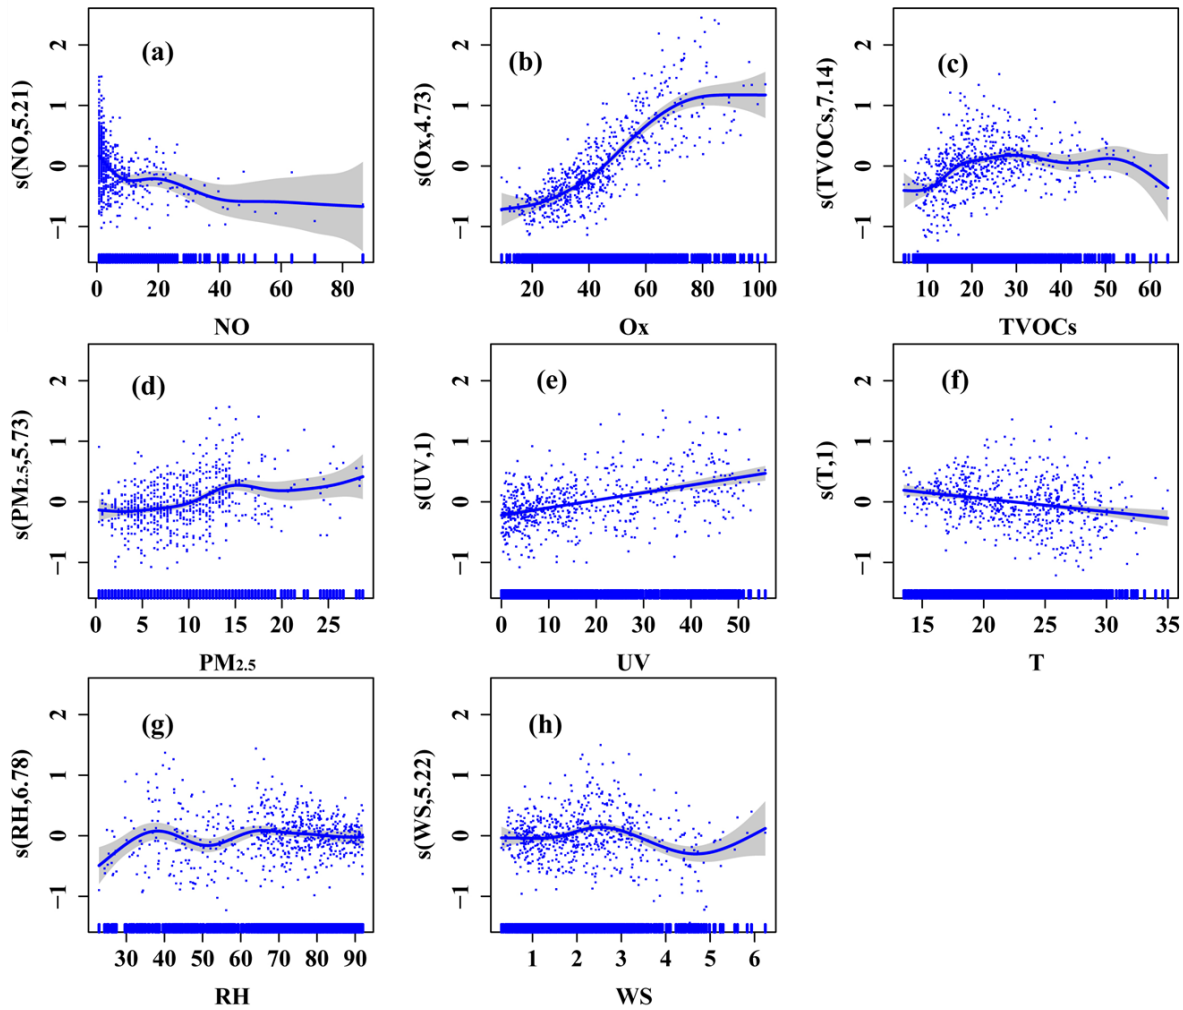 (a)
s(NO,5.21)
2
1
0
−1
0 20 40 60 80
NO
(b)
s(Ox,4.73)
2
1
0
−1
20 40 60 80 100
Ox
(c)
s(TVOCs,7.14)
2
1
0
−1
10 20 30 40 50 60
TVOCs
(d)
s(PM2.5,5.73)
2
1
0
−1
0 5 10 15 20 25
PM2.5
(e)
s(UV,1)
2
1
0
−1
0 10 20 30 40 50
UV
(f)
s(T,1)
2
1
0
−1
15 20 25 30 35
T
(g)
s(RH,6.78)
2
1
0
−1
30 40 50 60 70 80 90
RH
(h)
s(WS,5.22)
2
1
0
−1
1 2 3 4 5 6
WS